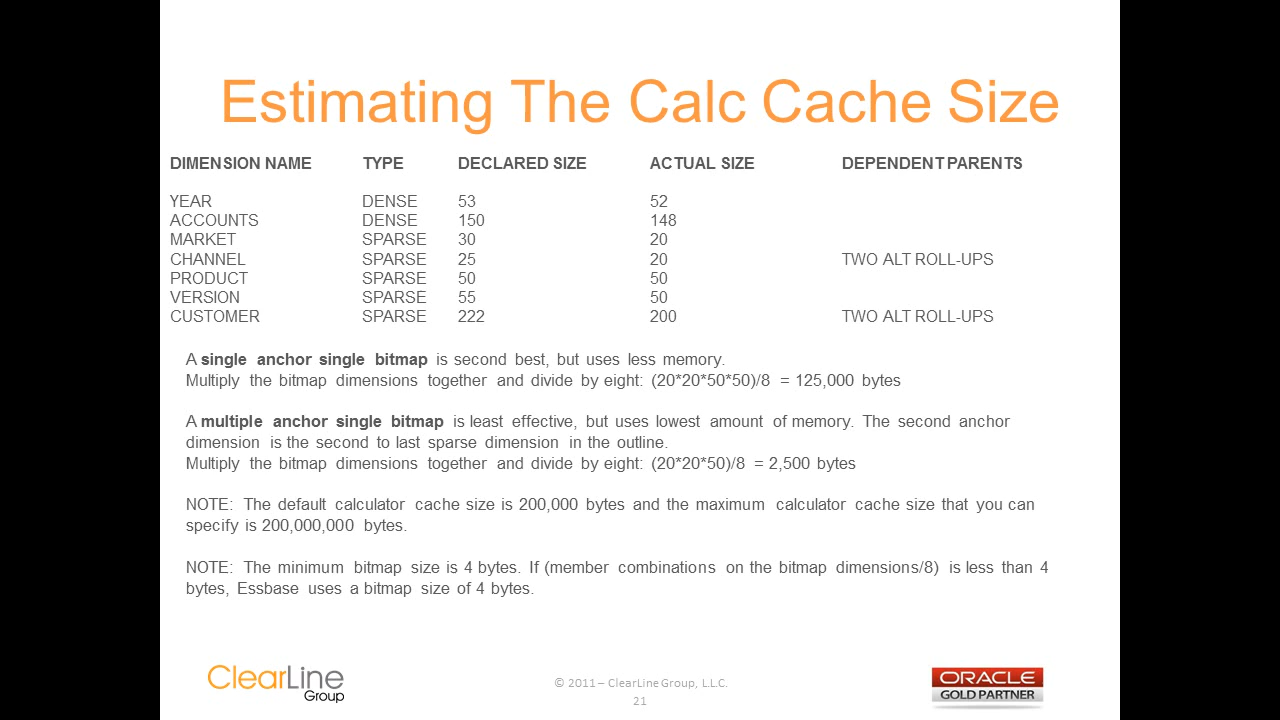 Estimating The Calc Cache Size
DIMENSION NAME TYPE DECLARED SIZE ACTUAL SIZE DEPENDENT PARENTS
YEAR DENSE 53 52
ACCOUNTS DENSE 150 148
MARKET SPARSE 30 20
CHANNEL SPARSE 25 20 TWO ALT ROLL-UPS
PRODUCT SPARSE 50 50
VERSION SPARSE 55 50
CUSTOMER SPARSE 222 200 TWO ALT ROLL-UPS
A single anchor single bitmap is second best, but uses less memory.
Multiply the bitmap dimensions together and divide by eight: (20*20*50*50)/8 = 125,000 bytes
A multiple anchor single bitmap is least effective, but uses lowest amount of memory. The second anchor
dimension is the second to last sparse dimension in the outline.
Multiply the bitmap dimensions together and divide by eight: (20*20*50)/8 = 2,500 bytes
NOTE: The default calculator cache size is 200,000 bytes and the maximum calculator cache size that you can
specify is 200,000,000 bytes.
NOTE: The minimum bitmap size is 4 bytes. If (member combinations on the bitmap dimensions/8) is less than 4
bytes, Essbase uses a bitmap size of 4 bytes.
ClearLine
Group
© 2011 – ClearLine Group, L.L.C.
21
ORACLE
GOLD PARTNER